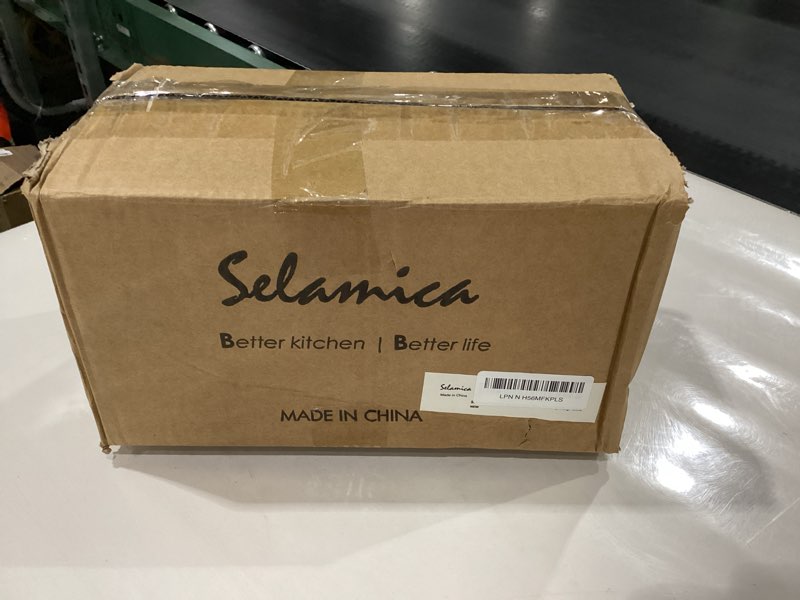 Selamica
Better kitchen | Better life
Selamica
Made in China
LPN N H56MFKPLS
MADE IN CHINA